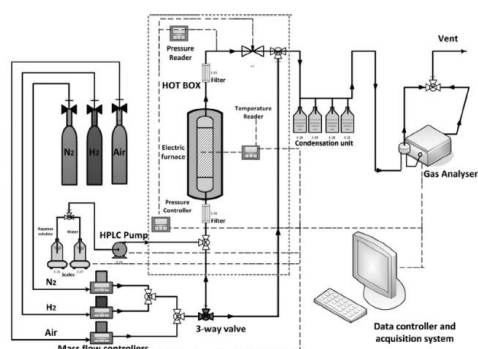 Pressure
Reader
Vent
Filter
HOT BOX
Temperature
Reader
N2
H2
Air
Electric
furnace
Condensation unit
Gas Analyser
Pressure
Controller
Filter
Aqueous
solution
Water
HPLC Pump
Scales
N2
H2
3-way valve
Air
Data controller and
acquisition system
Mass flow controllers